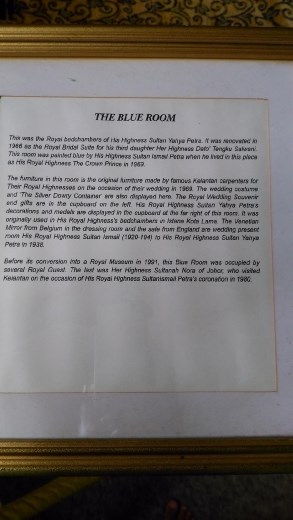 THE BLUE ROOM
This was the Royal bedchambers of His Highness Sultan Yahya Petra. It was renovated in
1966 as the Royal Bridal Suite for his third daughter Her Highness Dato' Tengku Salwani.
This room was painted blue by His Highness Sultan Ismail Petra when he lived in this place
as His Royal Highness The Crown Prince in 1969.
The furniture in this room is the original furniture made by famous Kelantan carpenters for
Their Royal Highnesses on the occasion of their wedding in 1969. The wedding costume
and 'The Silver Dowry Container' are also displayed here. The Royal Wedding Souvenir
and gifts are in the cupboard on the left. His Royal Highness Sultan Yahya Petra's
decorations and medals are displayed in the cupboard at the far right of this room. It was
originally used in His Royal Highness's bedchambers in Istana Kota Lama. The Venetian
Mirror from Belgium in the dressing room and the safe from England are wedding present
from His Royal Highness Sultan Ismail (1920-194) to His Royal Highness Sultan Yahya
Petra in 1938.
Before its conversion into a Royal Museum in 1991, this Blue Room was occupied by
several Royal Guest. The last was Her Highness Sultanah Nora of Johor, who visited
Kelantan on the occasion of His Royal Highness SultanIsmail Petra's coronation in 1980.